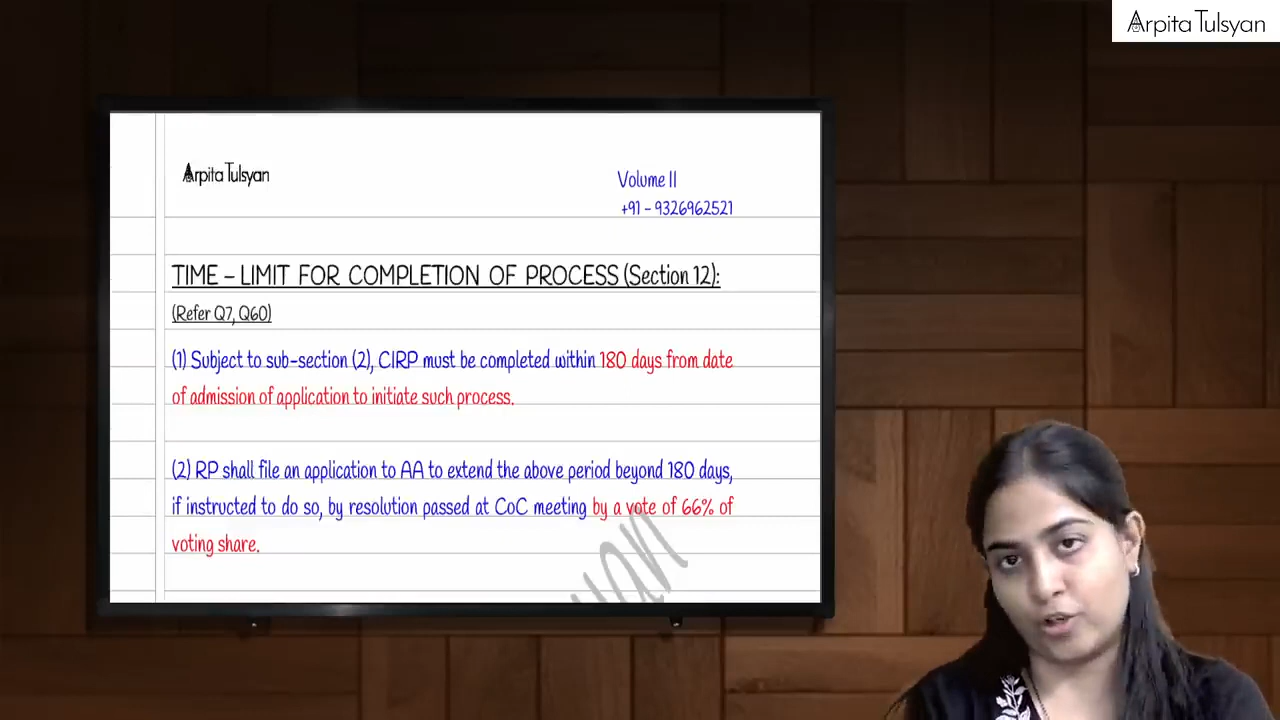 Arpita Tulsyan
Arpita Tulsyan
Volume II
+91 - 9326962521
TIME – LIMIT FOR COMPLETION OF PROCESS (Section 12):
(Refer Q7, Q60)
(1) Subject to sub-section (2), CIRP must be completed within 180 days from date
of admission of application to initiate such process.
(2) RP shall file an application to AA to extend the above period beyond 180 days,
if instructed to do so, by resolution passed at CoC meeting by a vote of 66% of
voting share.